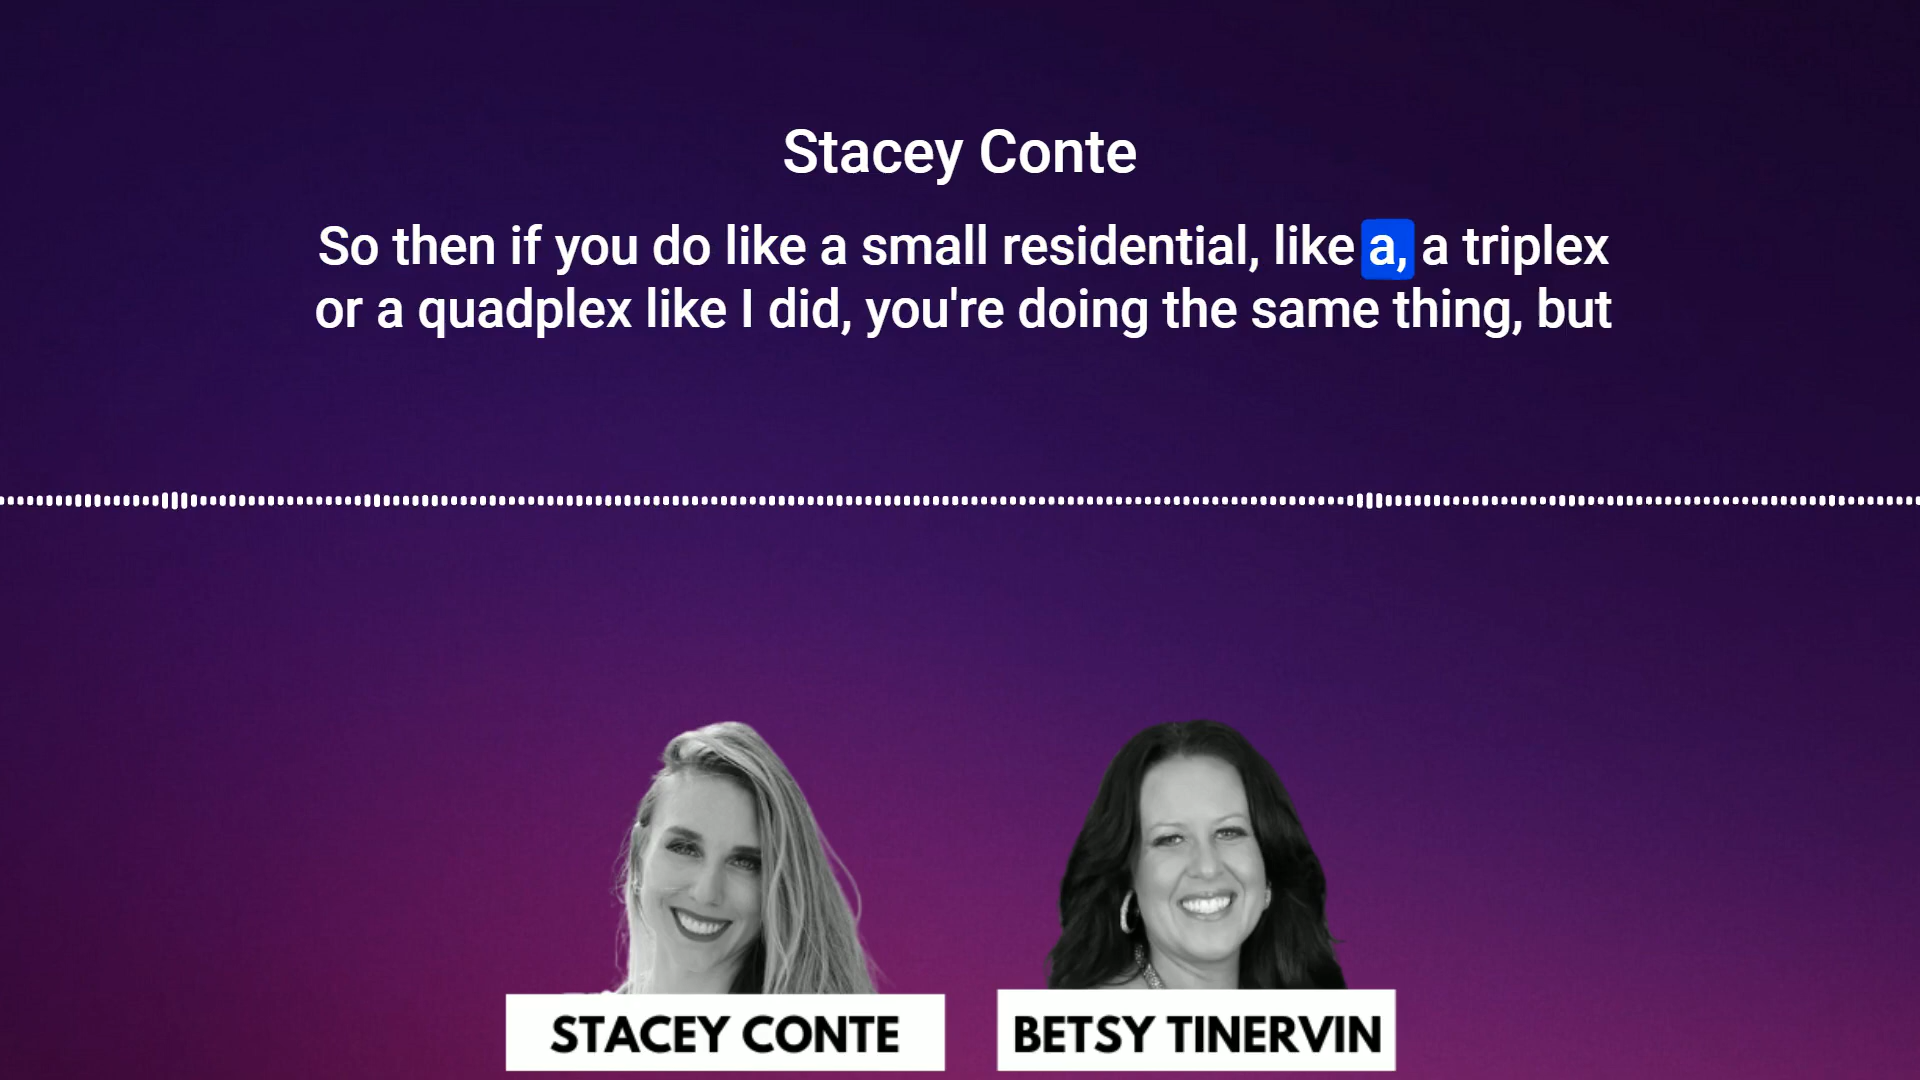 Stacey Conte
So then if you do like a small residential, like a, a triplex
or a quadplex like I did, you're doing the same thing, but
STACEY CONTE
BETSY TINERVIN